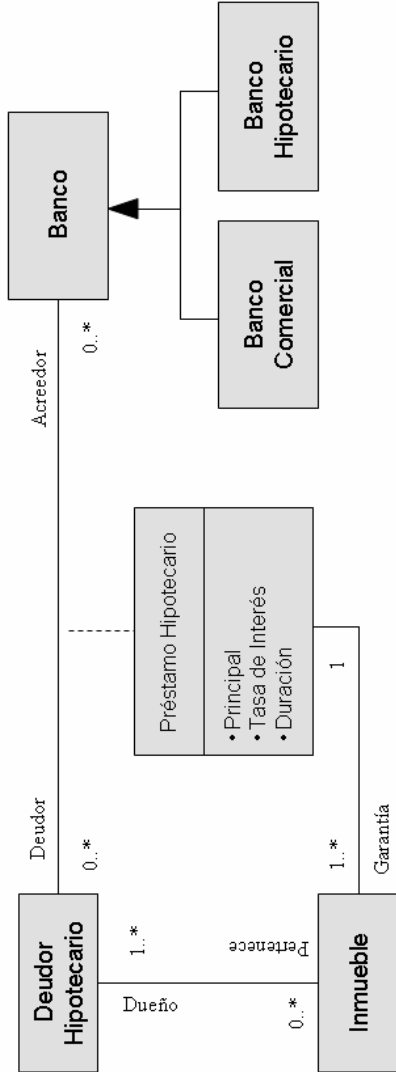 Deudor
Hipotecario
Deudor
0..*
Acreedor
0..*
Banco
1..*
Dueño
Pertenece
0..*
Préstamo Hipotecario
• Principal
• Tasa de Interés
• Duración
1
Banco
Comercial
Banco
Hipotecario
Inmueble
1..*
Garantía